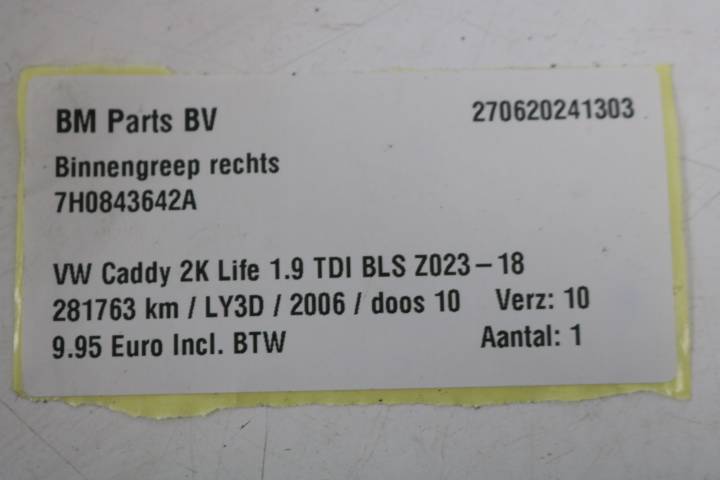 BM Parts BV 270620241303
Binnengreep rechts
7H0843642A
VW Caddy 2K Life 1.9 TDI BLS Z023-18
281763 km / LY3D / 2006 / doos 10 Verz: 10
9.95 Euro Incl. BTW Aantal: 1